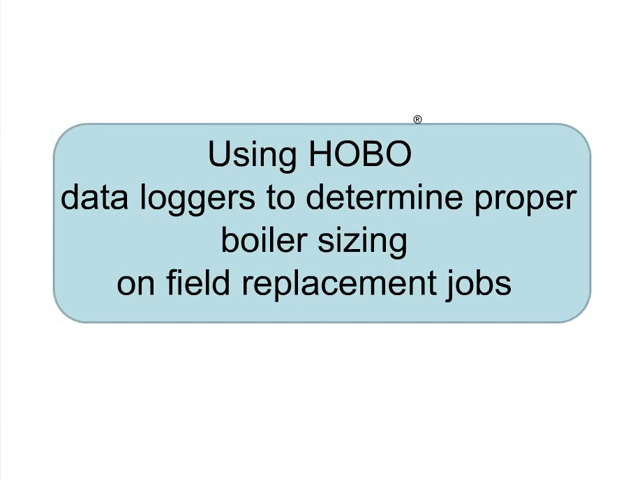 Using HOBO®
data loggers to determine proper
boiler sizing
on field replacement jobs